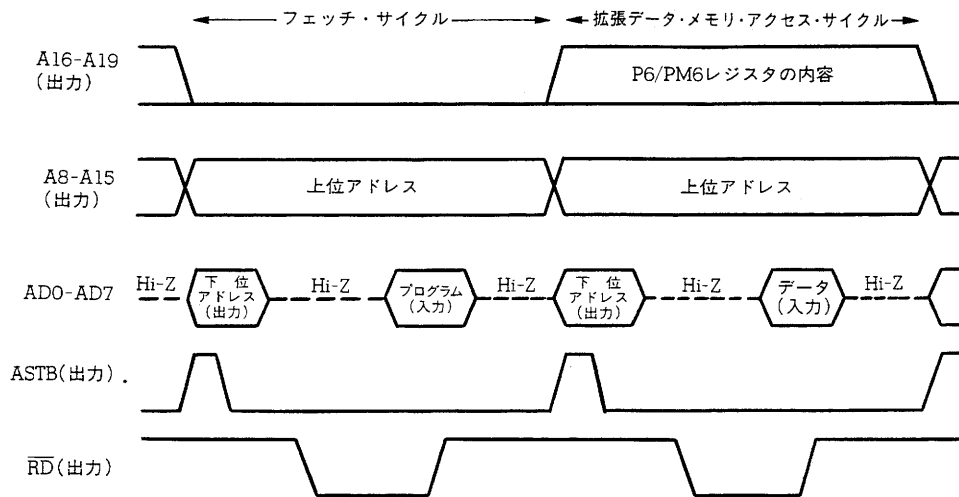 フェッチ・サイクル
拡張データ・メモリ・アクセス・サイクル
A16-A19
(出力)
P6/PM6レジスタの内容
A8-A15
(出力)
上位アドレス
上位アドレス
AD0-AD7
Hi-Z
下 位
アドレス
(出力)
Hi-Z
プログラム
(入力)
Hi-Z
下 位
アドレス
(出力)
Hi-Z
データ
(入力)
Hi-Z
ASTB(出力)
RD(出力)